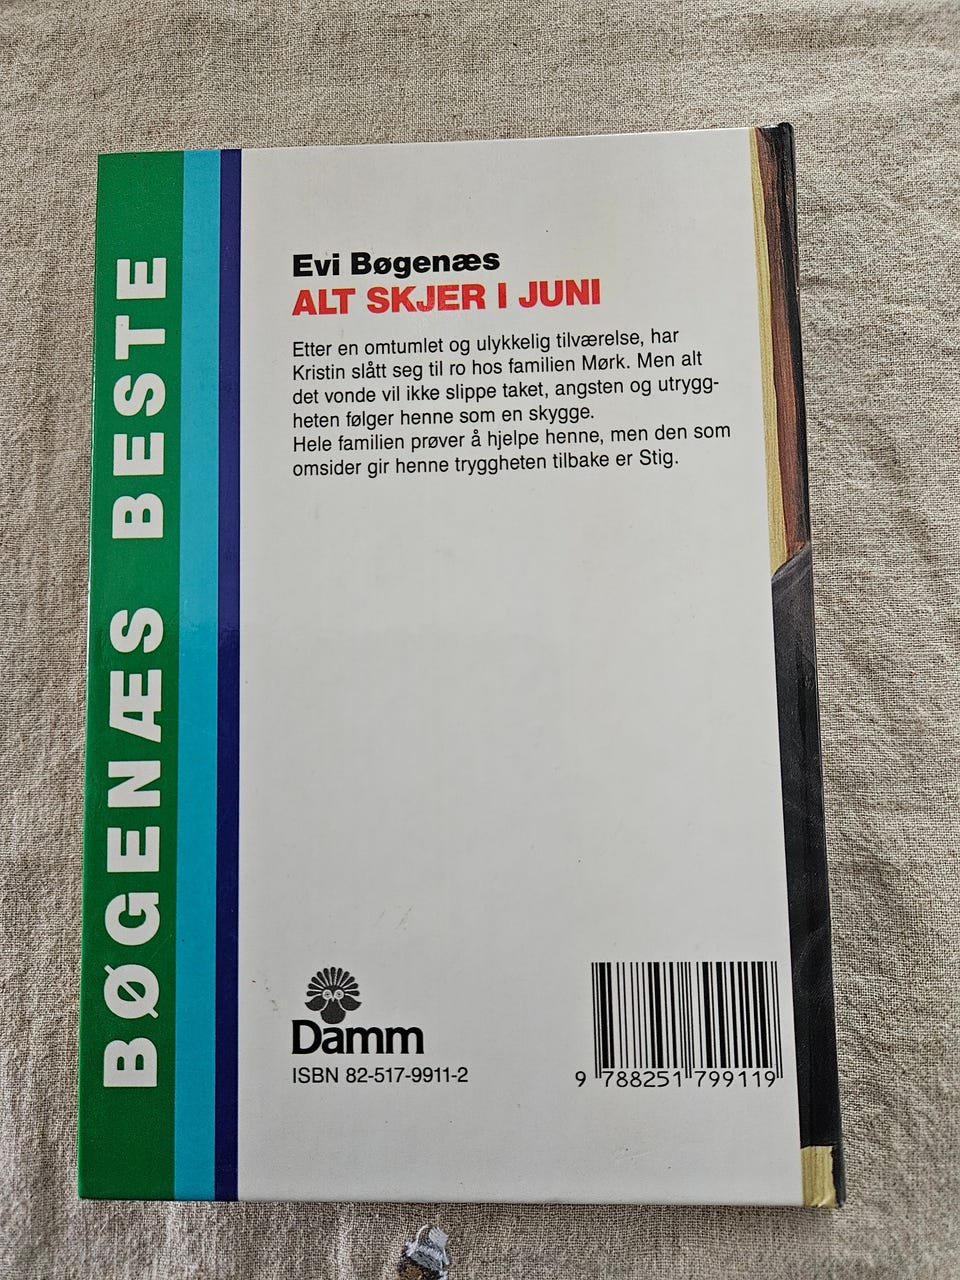 BØGENÆS BESTE
Evi Bøgenæs
ALT SKJER I JUNI
Etter en omtumlet og ulykkelig tilværelse, har
Kristin slått seg til ro hos familien Mørk. Men alt
det vonde vil ikke slippe taket, angsten og utrygg-
heten følger henne som en skygge.
Hele familien prøver å hjelpe henne, men den som
omsider gir henne tryggheten tilbake er Stig.
Damm
ISBN 82-517-9911-2
9 788251 799119